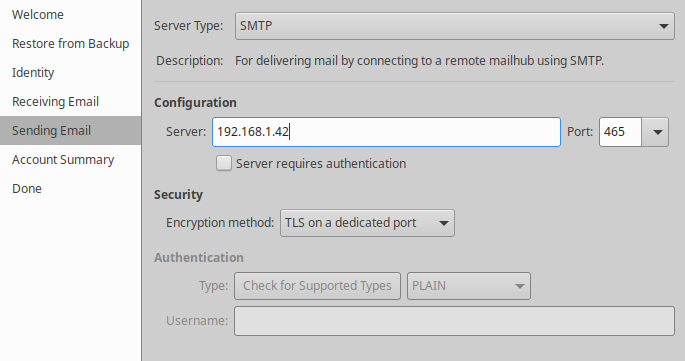 Welcome
Restore from Backup
Identity
Receiving Email
Sending Email
Account Summary
Done
Server Type: SMTP
Description: For delivering mail by connecting to a remote mailhub using SMTP.
Configuration
Server: 192.168.1.42 Port: 465
Server requires authentication
Security
Encryption method: TLS on a dedicated port
Authentication
Type: Check for Supported Types PLAIN
Username: